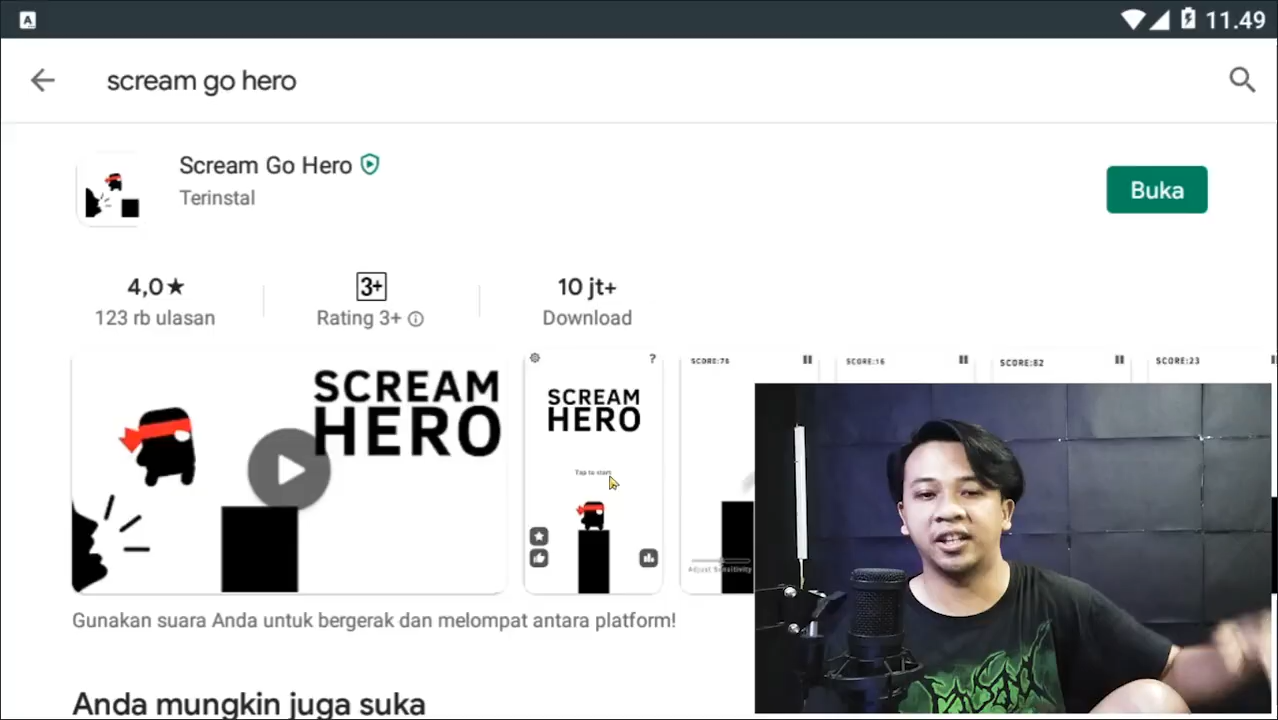 A
11.49
scream go hero
Scream Go Hero
Terinstal
Buka
4,0★
123 rb ulasan
3+
Rating 3+
10 jt+
Download
SCREAM
HERO
?
SCREAM
HERO
Tap to start
SCORE:76
Adjust Sensitivity
SCORE:16
SCORE:82
SCORE:23
Gunakan suara Anda untuk bergerak dan melompat antara platform!
Anda mungkin juga suka